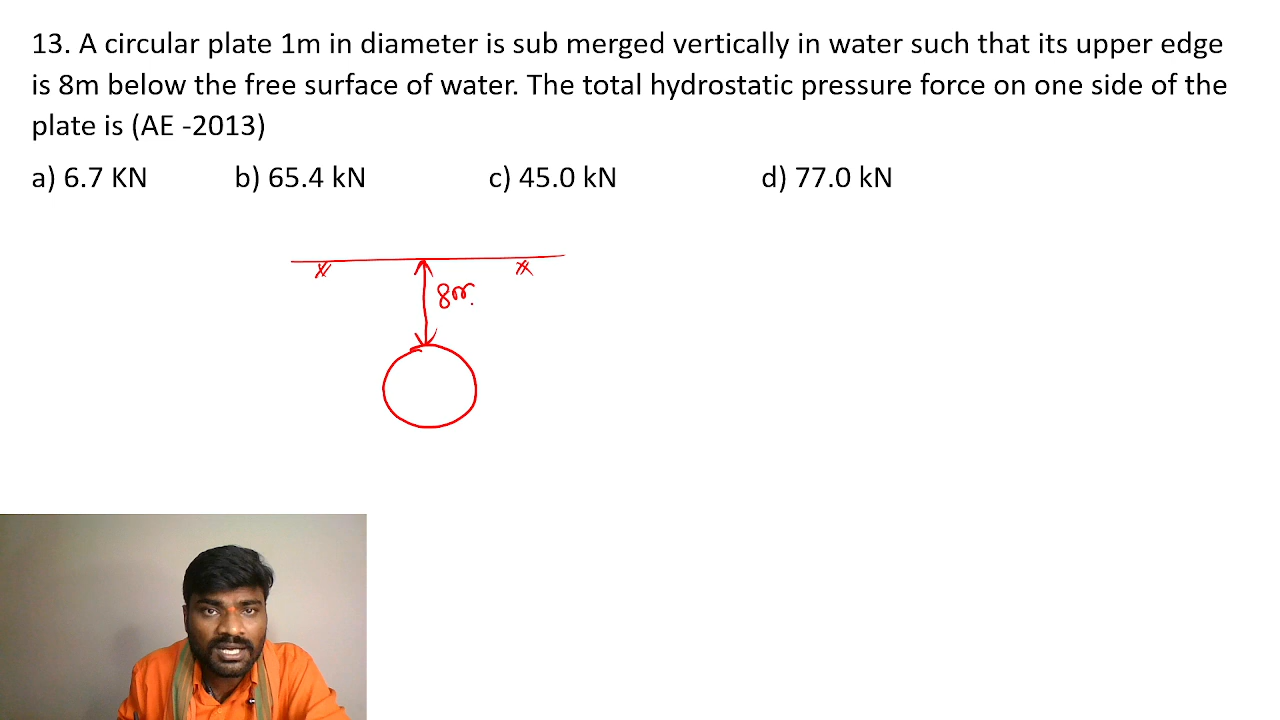 13. A circular plate 1m in diameter is sub merged vertically in water such that its upper edge
is 8m below the free surface of water. The total hydrostatic pressure force on one side of the
plate is (AE -2013)
a) 6.7 KN b) 65.4 kN c) 45.0 kN d) 77.0 kN
8m.